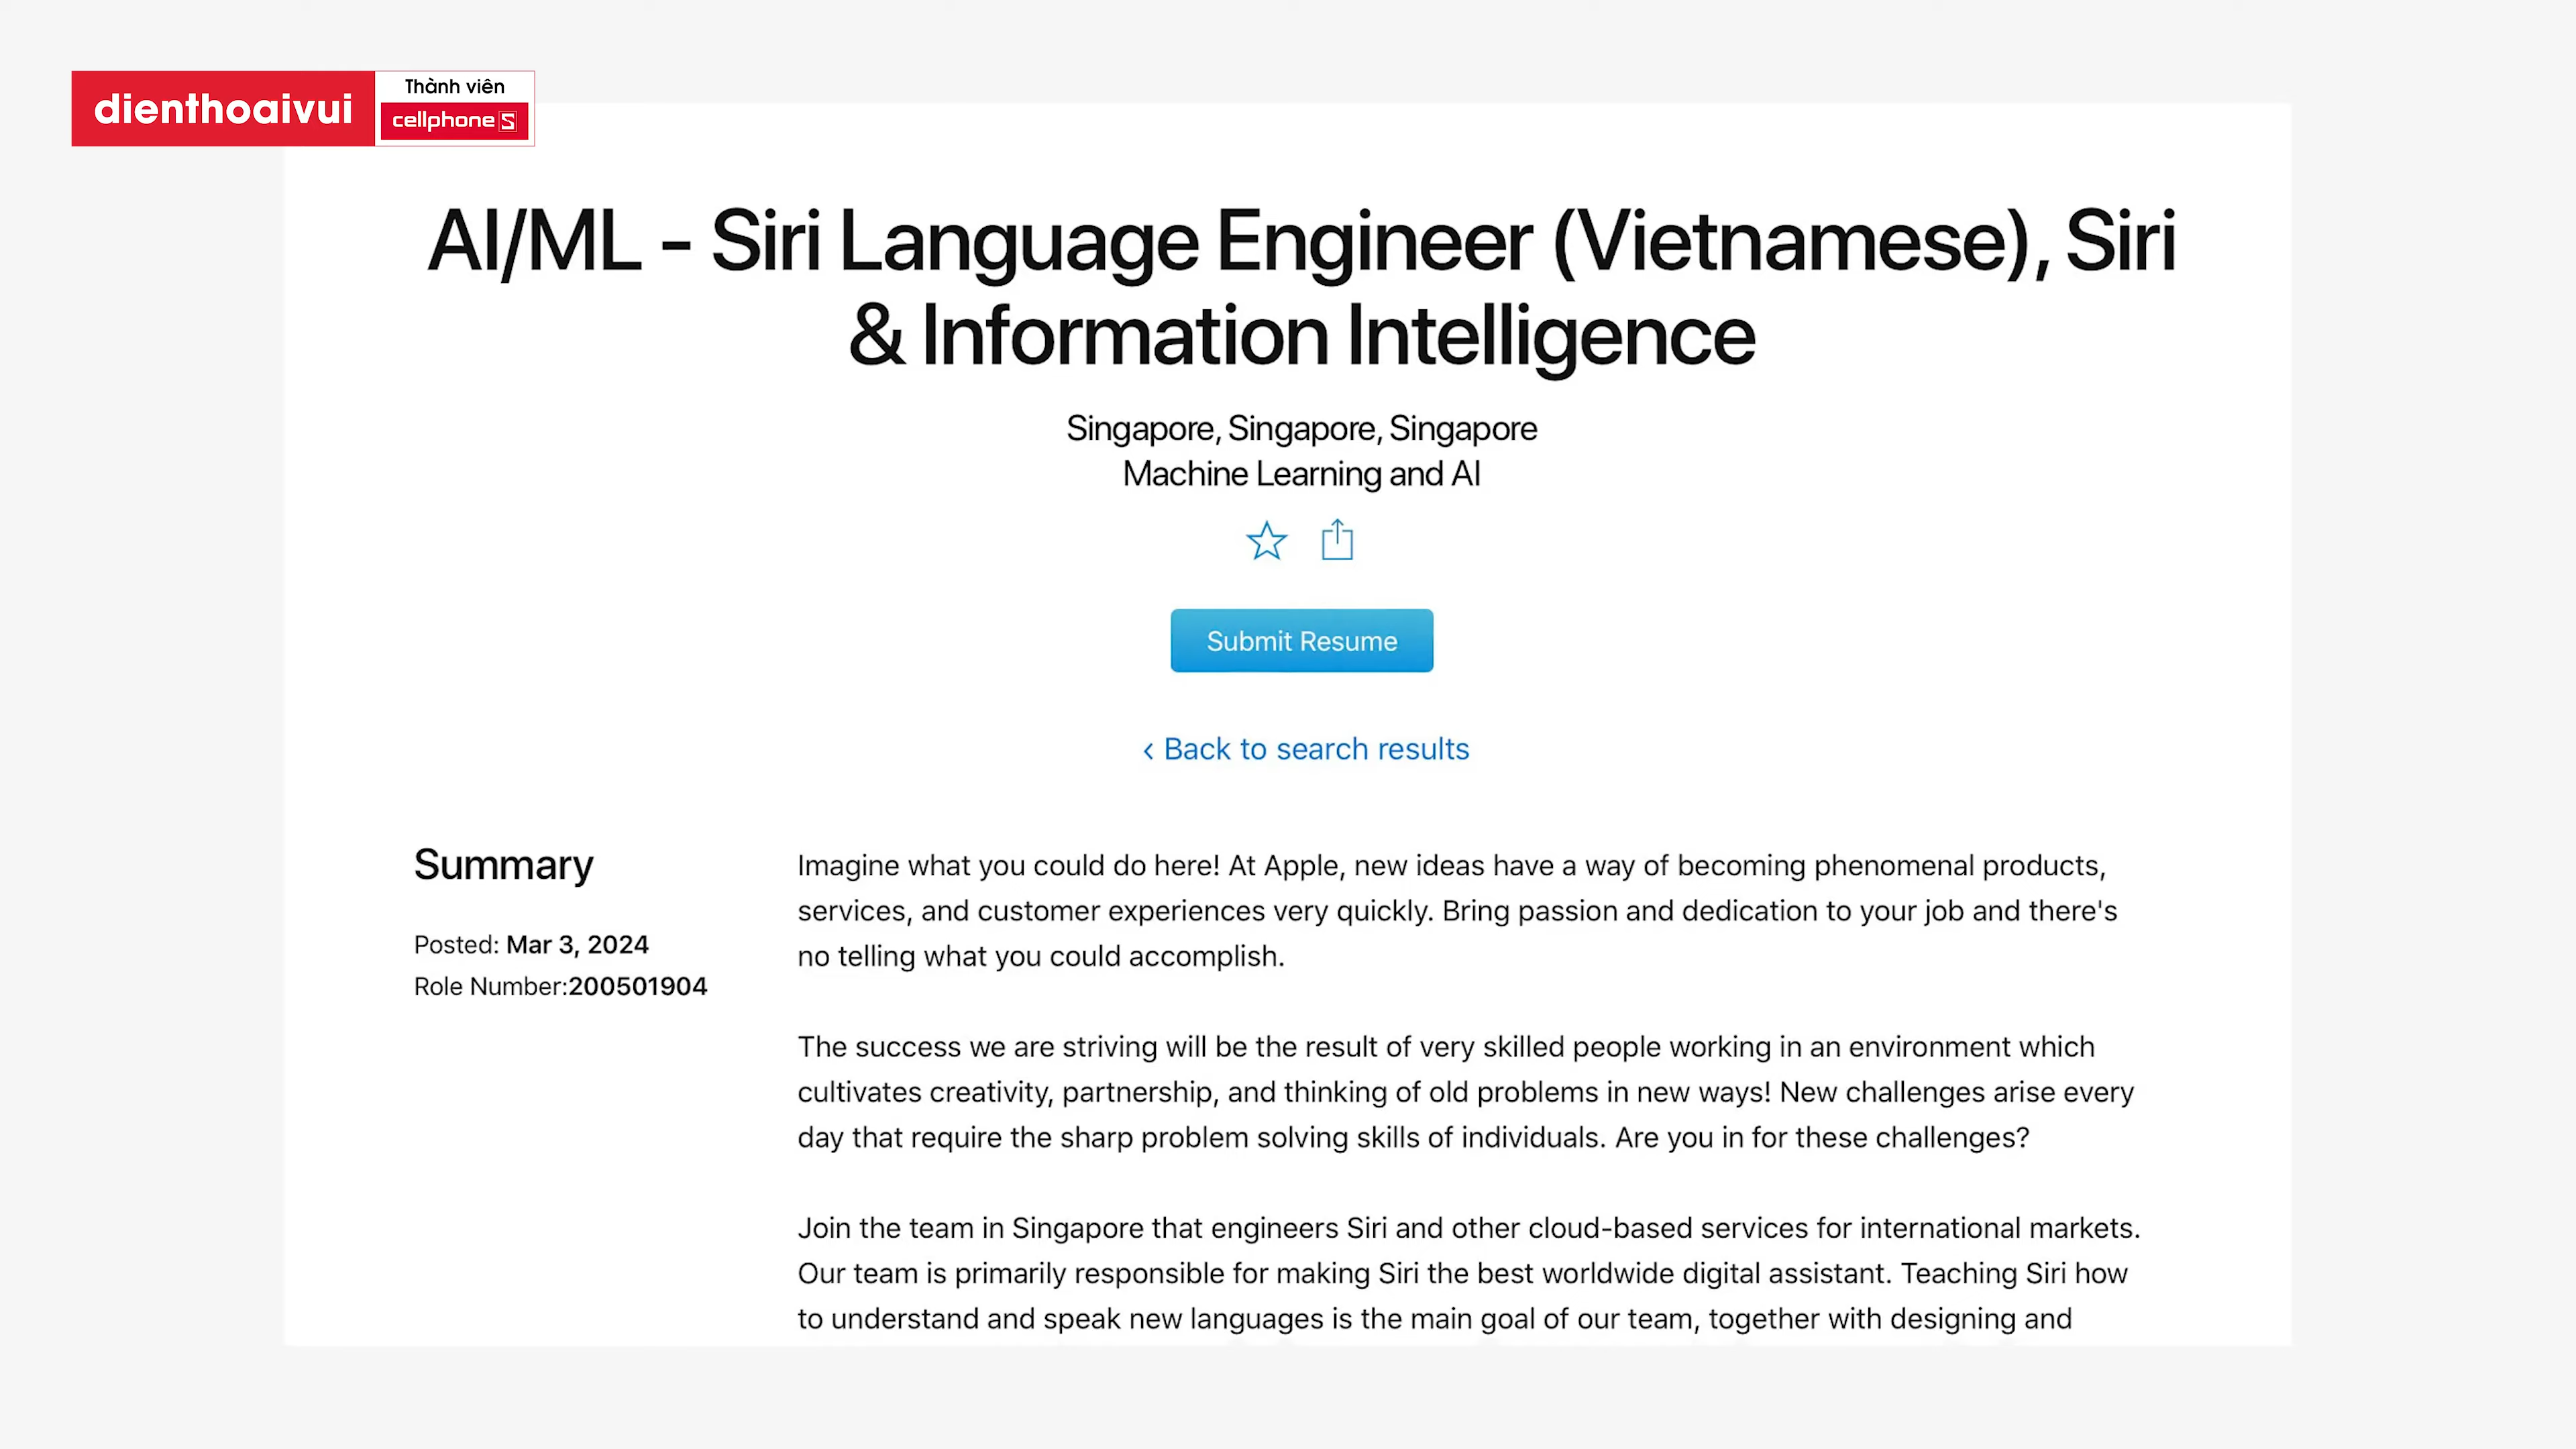 dienthoaivui
Thành viên
cellphoneS
AI/ML - Siri Language Engineer (Vietnamese), Siri
& Information Intelligence
Singapore, Singapore, Singapore
Machine Learning and AI
Submit Resume
‹ Back to search results
Summary
Posted: Mar 3, 2024
Role Number:200501904
Imagine what you could do here! At Apple, new ideas have a way of becoming phenomenal products,
services, and customer experiences very quickly. Bring passion and dedication to your job and there's
no telling what you could accomplish.
The success we are striving will be the result of very skilled people working in an environment which
cultivates creativity, partnership, and thinking of old problems in new ways! New challenges arise every
day that require the sharp problem solving skills of individuals. Are you in for these challenges?
Join the team in Singapore that engineers Siri and other cloud-based services for international markets.
Our team is primarily responsible for making Siri the best worldwide digital assistant. Teaching Siri how
to understand and speak new languages is the main goal of our team, together with designing and